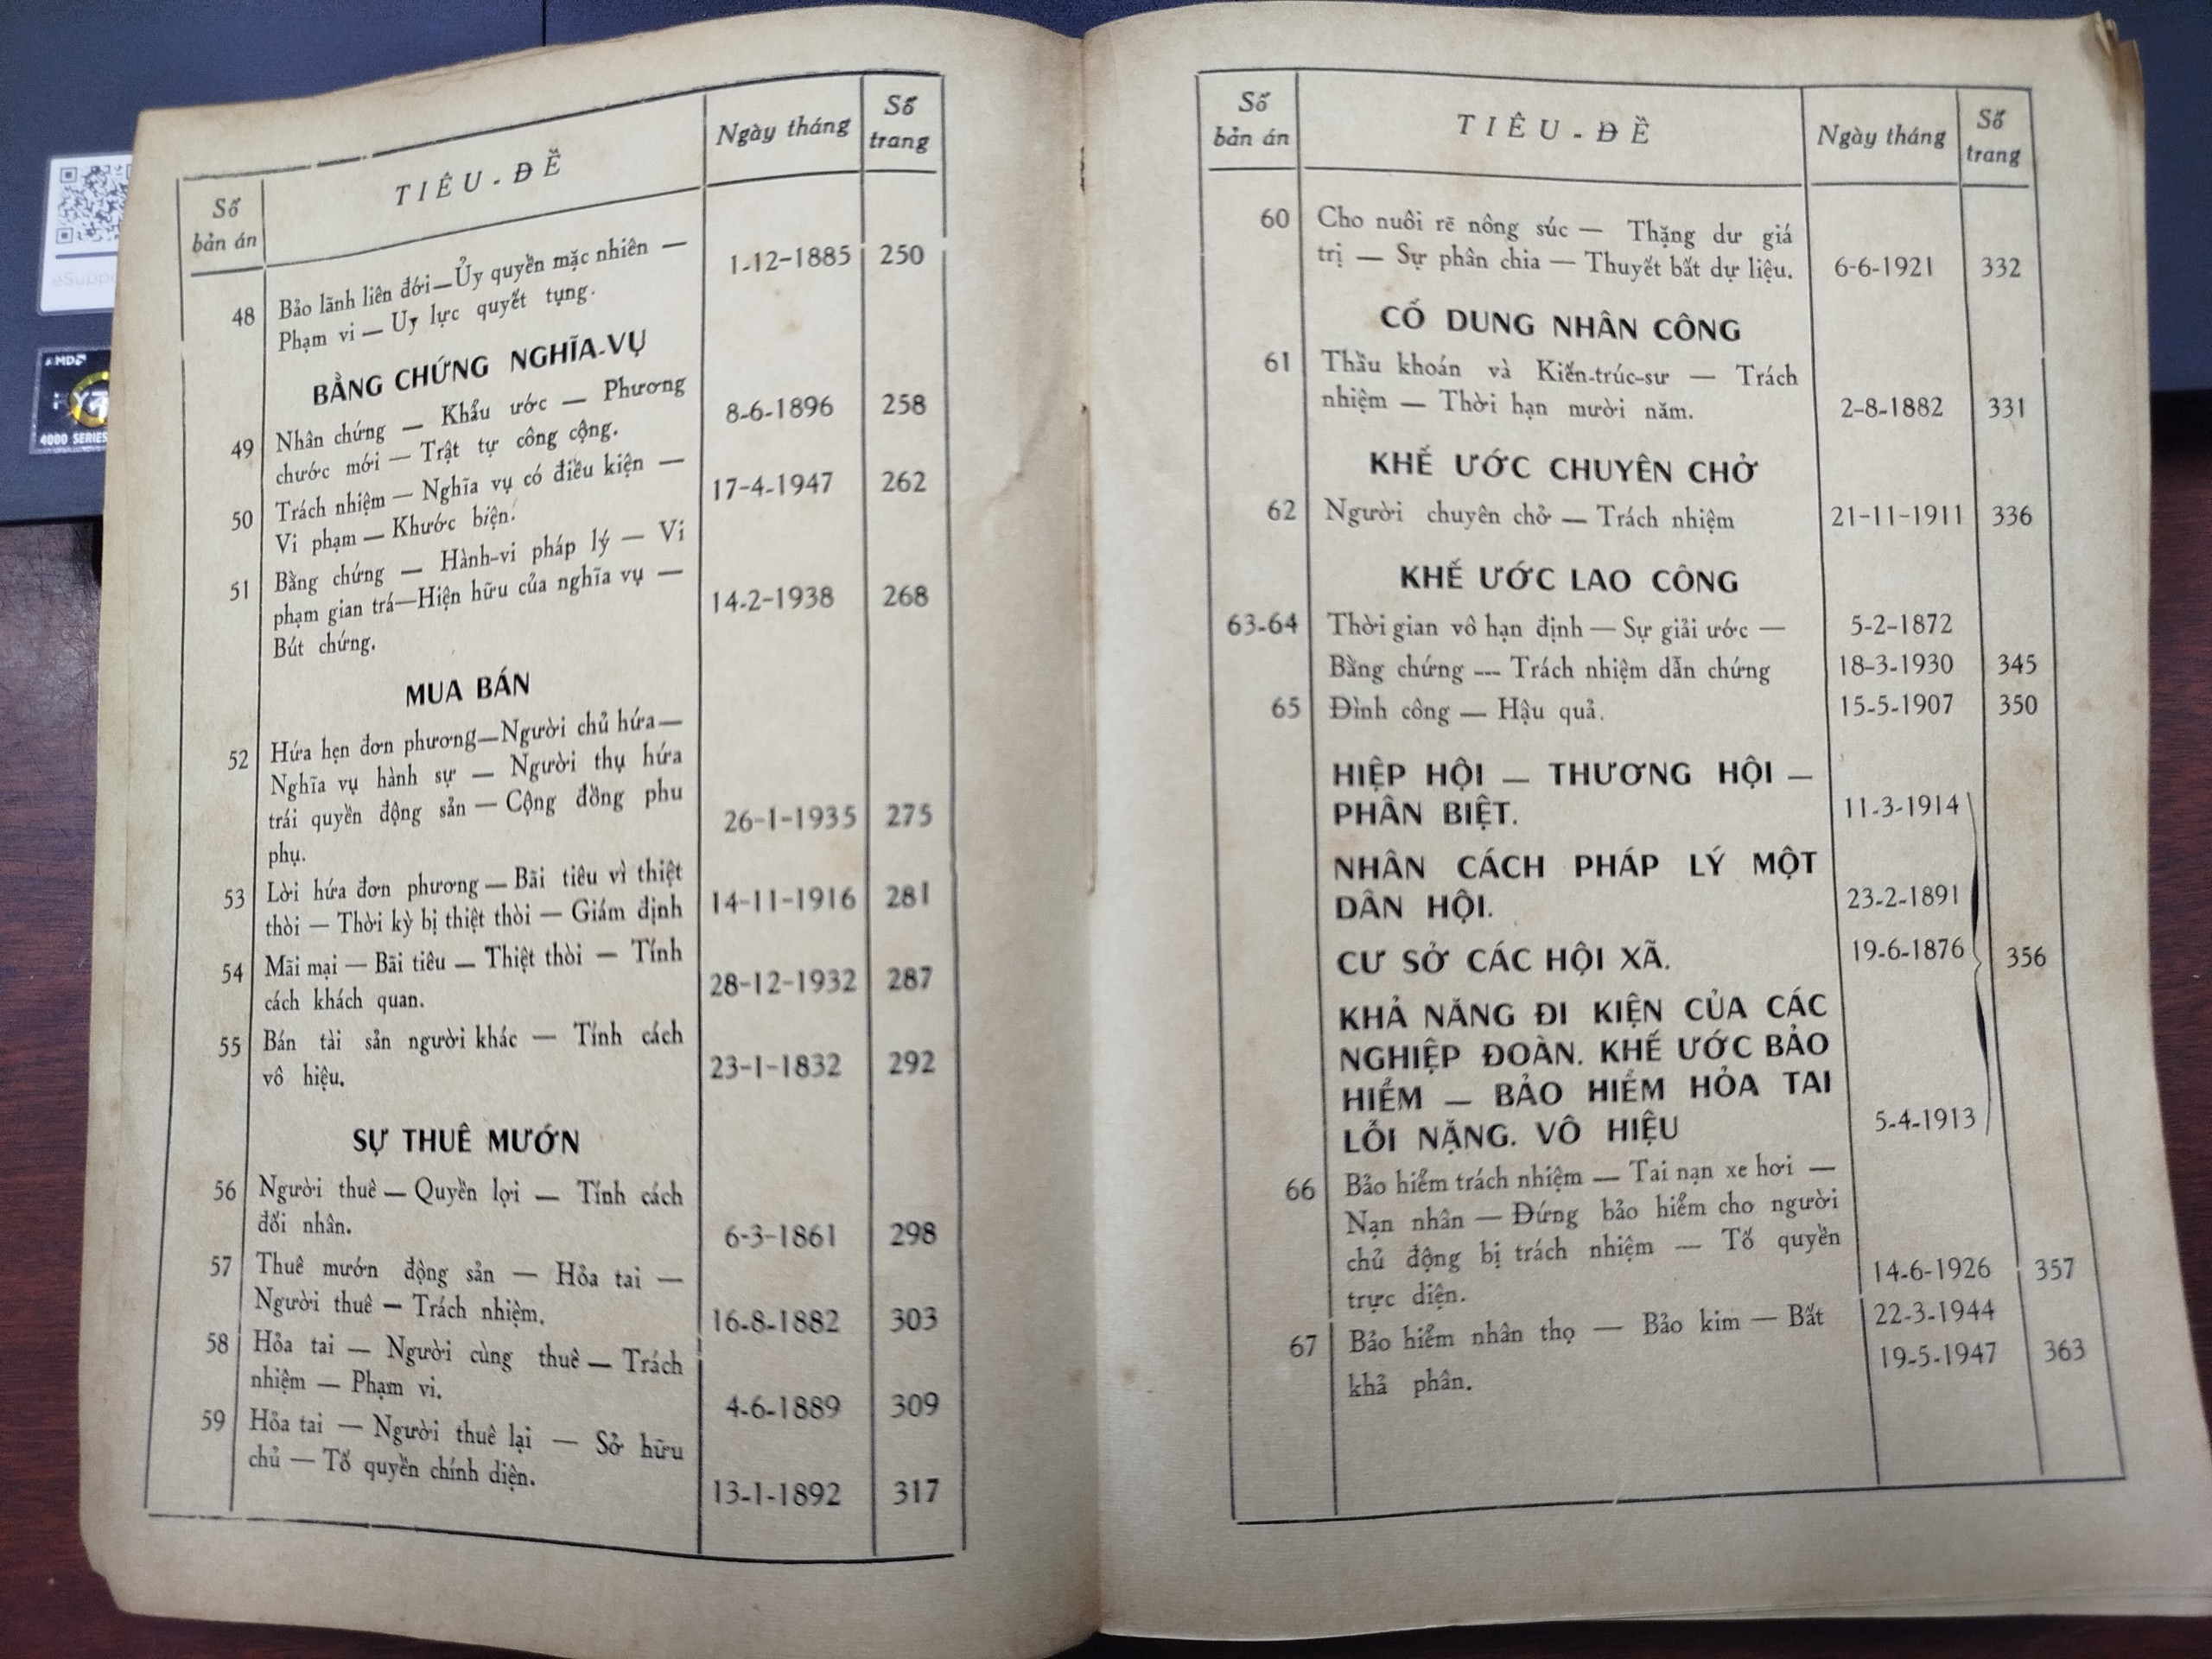 Số bản án
TIÊU-ĐỀ
Ngày tháng
Số trang
48 Bảo lãnh liên đới—Ủy quyền mặc nhiên —
Phạm vi — Uy lực quyết tụng. 1-12-1885 250
BẰNG CHỨNG NGHĨA-VỤ
49 Nhân chứng — Khẩu ước — Phương
chước mới — Trật tự công cộng. 8-6-1896 258
50 Trách nhiệm — Nghĩa vụ có điều kiện —
Vi phạm — Khước biện. 17-4-1947 262
51 Bằng chứng — Hành-vi pháp lý — Vi
phạm gian trá—Hiện hữu của nghĩa vụ —
Bút chứng. 14-2-1938 268
MUA BÁN
52 Hứa hẹn đơn phương—Người chủ hứa—
Nghĩa vụ hành sự — Người thụ hứa
trái quyền động sản — Cộng đồng phu
phụ. 26-1-1935 275
53 Lời hứa đơn phương — Bãi tiêu vì thiệt
thòi — Thời kỳ bị thiệt thòi — Giám định 14-11-1916 281
54 Mãi mại — Bãi tiêu — Thiệt thòi — Tính
cách khách quan. 28-12-1932 287
55 Bán tài sản người khác — Tính cách
vô hiệu. 23-1-1832 292
SỰ THUÊ MƯỚN
56 Người thuê — Quyền lợi — Tính cách
đối nhân. 6-3-1861 298
57 Thuê mướn động sản — Hỏa tai —
Người thuê — Trách nhiệm. 16-8-1882 303
58 Hỏa tai — Người cùng thuê — Trách
nhiệm — Phạm vi. 4-6-1889 309
59 Hỏa tai — Người thuê lại — Sở hữu
chủ — Tố quyền chính diện. 13-1-1892 317
Số bản án
TIÊU-ĐỀ
Ngày tháng
Số trang
60 Cho nuôi rẽ nông súc — Thặng dư giá
trị — Sự phân chia — Thuyết bất dự liệu. 6-6-1921 332
CỐ DUNG NHÂN CÔNG
61 Thầu khoán và Kiến-trúc-sư — Trách
nhiệm — Thời hạn mười năm. 2-8-1882 331
KHẾ ƯỚC CHUYÊN CHỞ
62 Người chuyên chở — Trách nhiệm 21-11-1911 336
KHẾ ƯỚC LAO CÔNG
63-64 Thời gian vô hạn định — Sự giải ước — 5-2-1872
Bằng chứng --- Trách nhiệm dẫn chứng 18-3-1930 345
65 Đình công — Hậu quả. 15-5-1907 350
HIỆP HỘI — THƯƠNG HỘI —
PHÂN BIỆT. 11-3-1914
NHÂN CÁCH PHÁP LÝ MỘT
DÂN HỘI. 23-2-1891
CƯ SỞ CÁC HỘI XÃ. 19-6-1876 356
KHẢ NĂNG ĐI KIỆN CỦA CÁC
NGHIỆP ĐOÀN. KHẾ ƯỚC BẢO
HIỂM — BẢO HIỂM HỎA TAI
LỖI NẶNG. VÔ HIỆU 5-4-1913
66 Bảo hiểm trách nhiệm — Tai nạn xe hơi —
Nạn nhân — Đứng bảo hiểm cho người
chủ động bị trách nhiệm — Tố quyền
trực diện. 14-6-1926 357
67 Bảo hiểm nhân thọ — Bảo kim — Bất 22-3-1944
khả phân. 19-5-1947 363
eSuppo
AMD
4000 SERIES